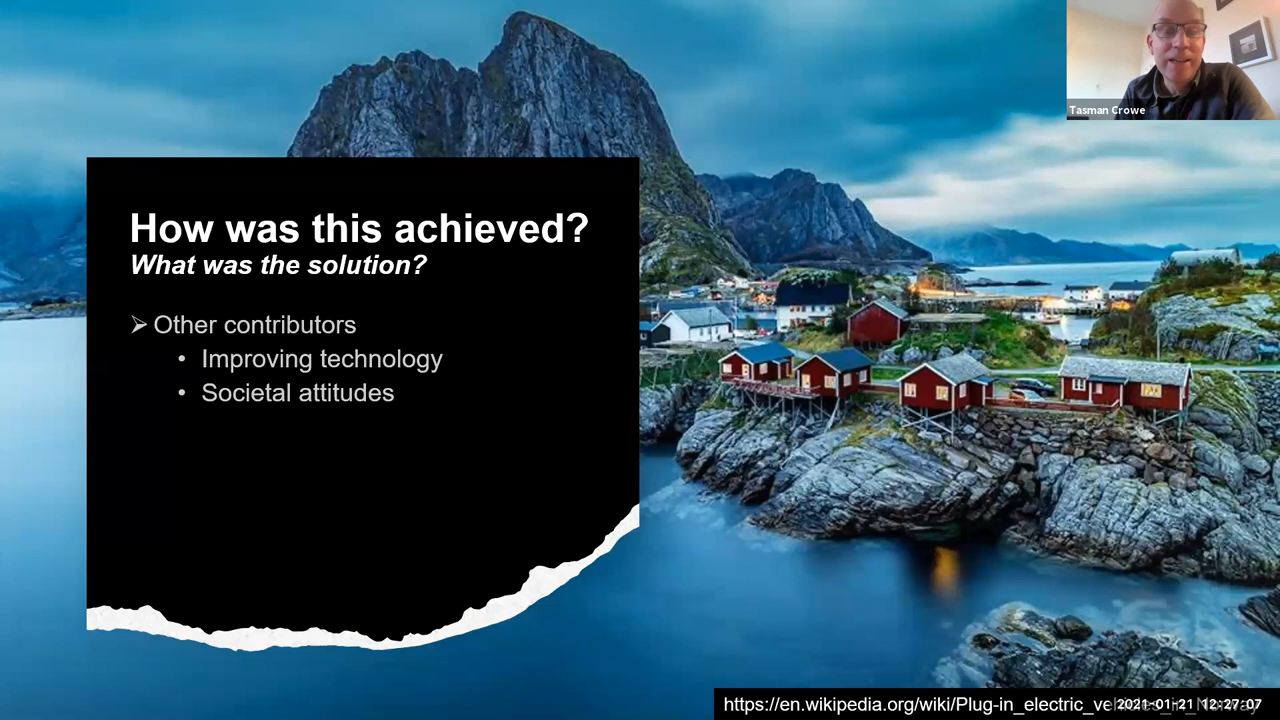 Tasman Crowe
How was this achieved?
What was the solution?
Other contributors
• Improving technology
• Societal attitudes
https://en.wikipedia.org/wiki/Plug-in_electric_vehicles_in_Norway
2021-01-21 12:27:07